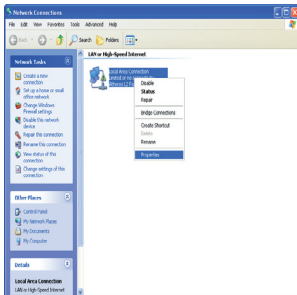 Network Connections
File Edit View Favorites Tools Advanced Help
Back Search Folders
LAN or High-Speed Internet
Network Tasks
Create a new
connection
Set up a home or small
office network
Change Windows
Firewall settings
Disable this network
device
Repair this connection
Rename this connection
View status of this
connection
Change settings of this
connection
Local Area Connection
Limited or no
Disable
Status
Repair
Bridge Connections
Create Shortcut
Delete
Rename
Properties
Other Places
Control Panel
My Network Places
My Documents
My Computer
Details
Local Area Connection
LAN or High-Speed Internet